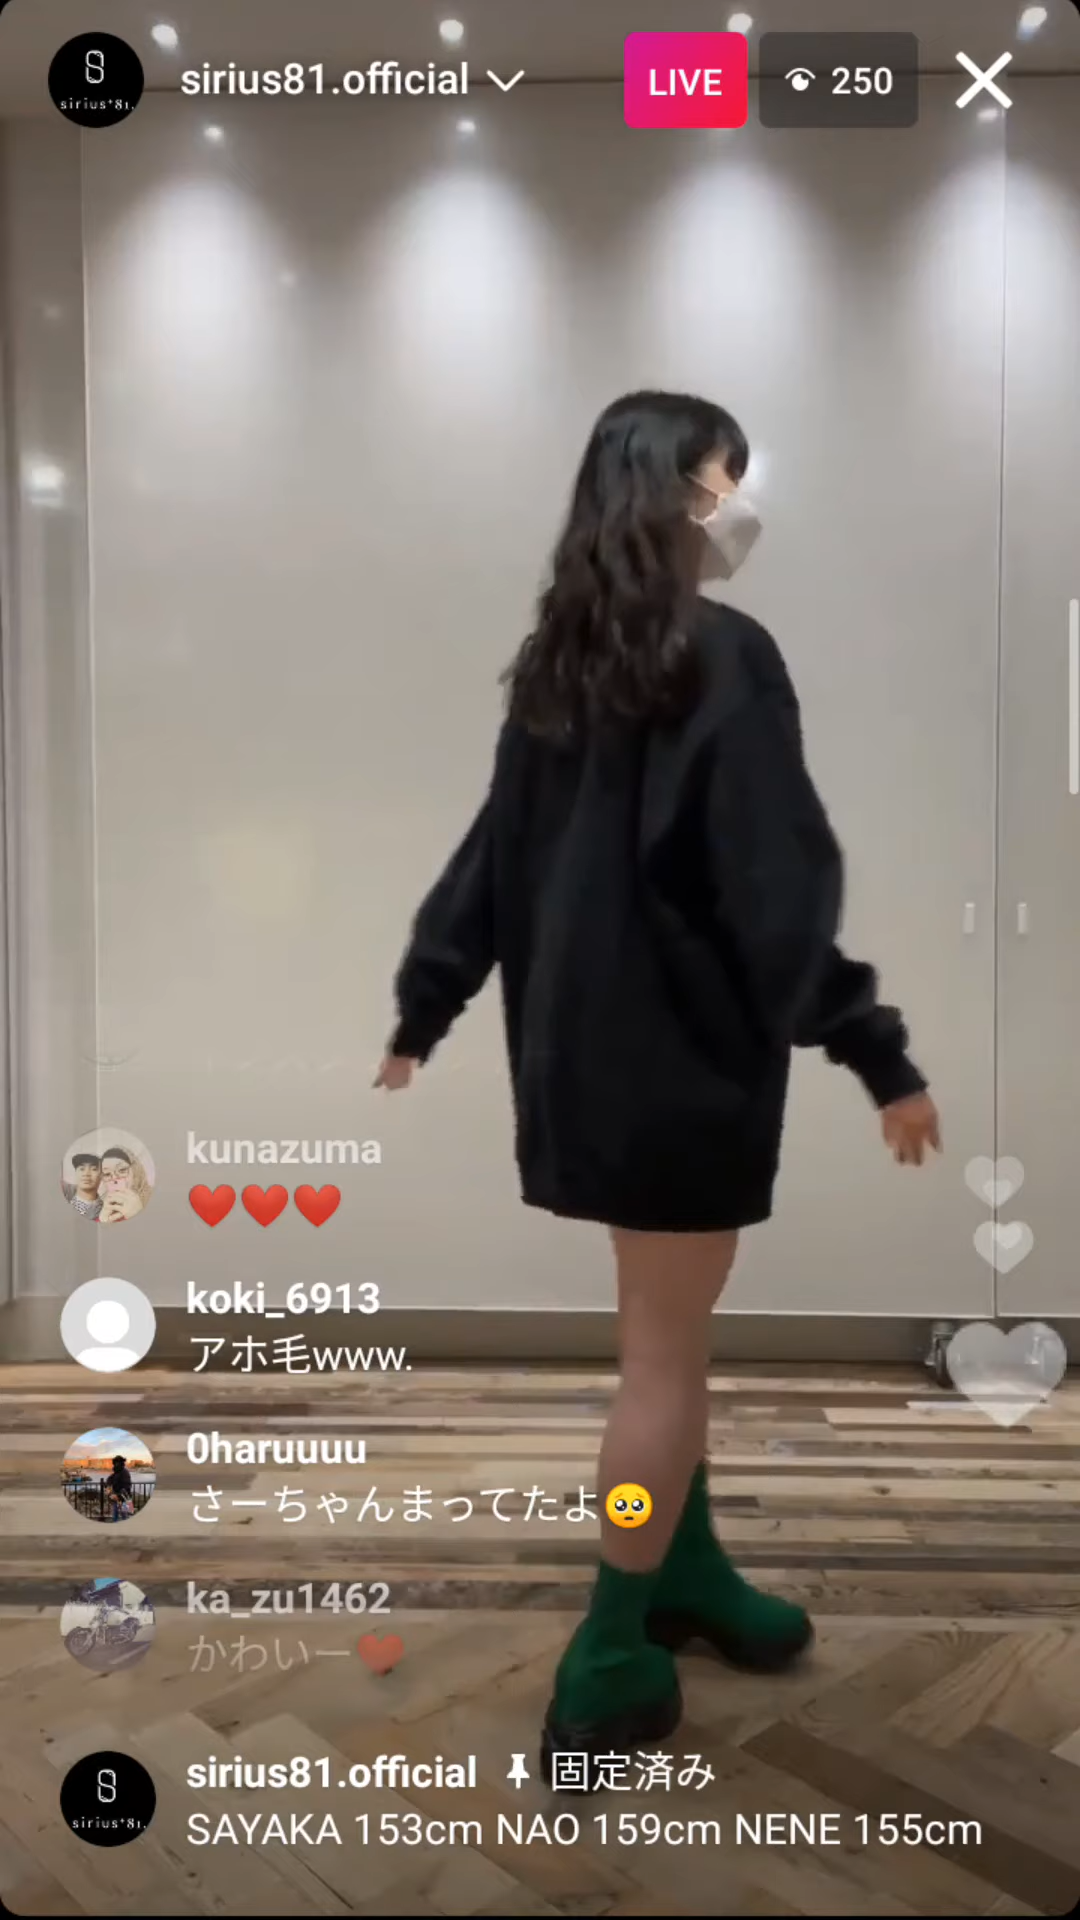 S
sirius+81.
sirius81.official
LIVE
250
kunazuma
❤️❤️❤️
koki_6913
アホ毛www.
0haruuuu
さーちゃんまってたよ🥺
ka_zu1462
かわいー❤️
S
sirius+81.
sirius81.official 固定済み
SAYAKA 153cm NAO 159cm NENE 155cm